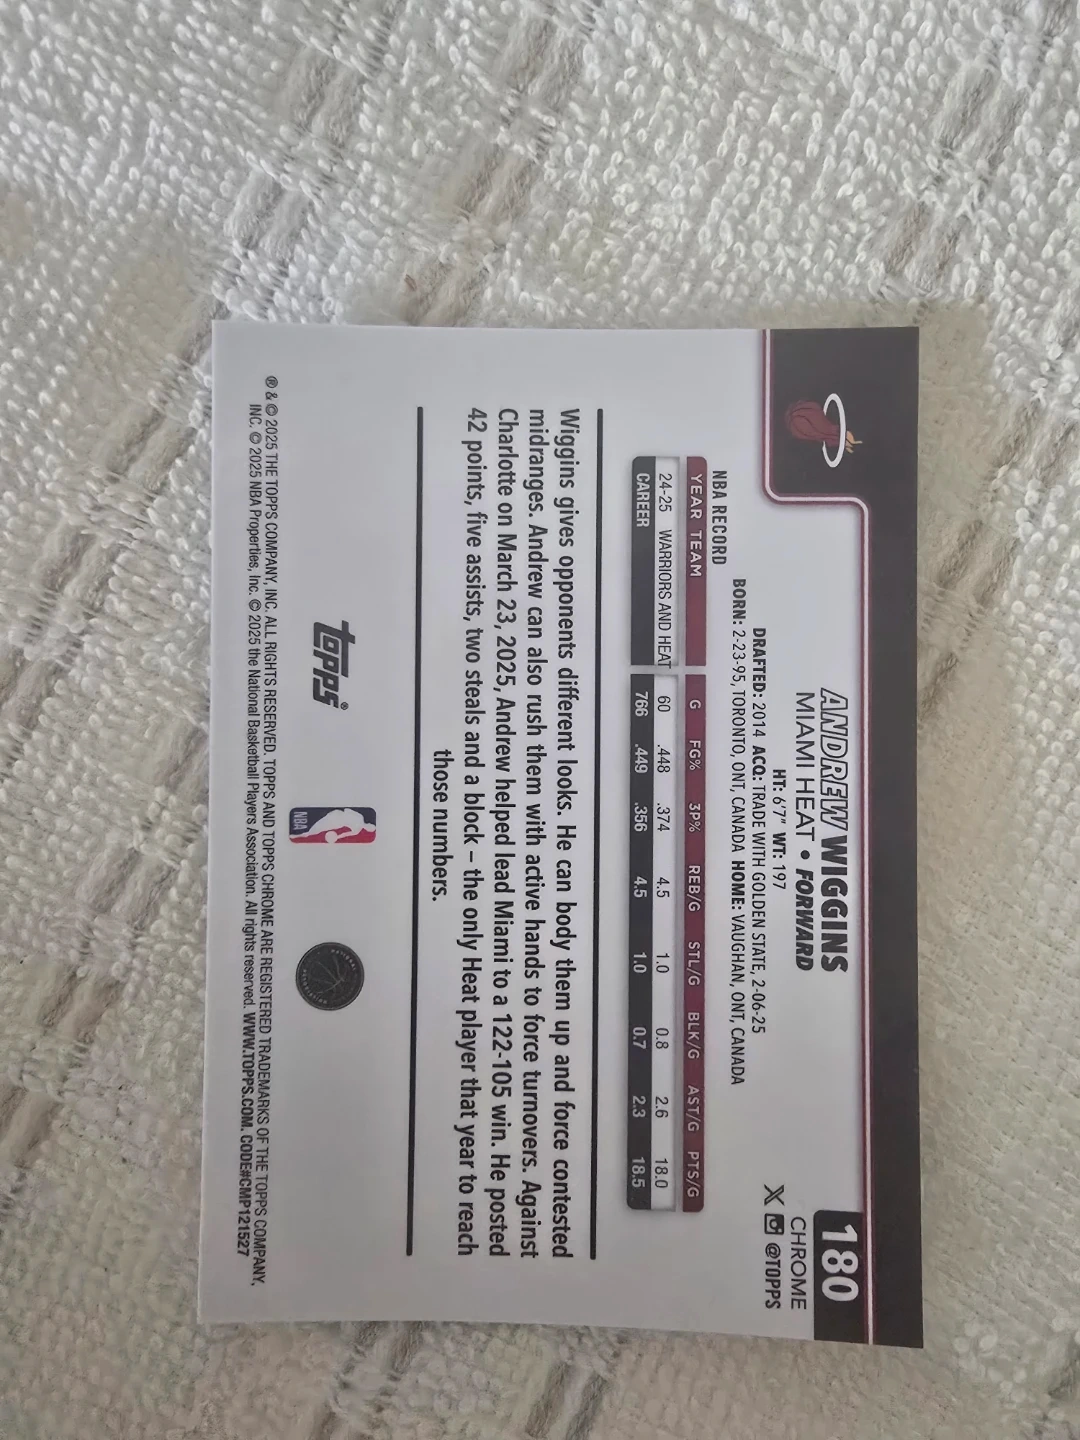 180
CHROME
@TOPPS
ANDREW WIGGINS
MIAMI HEAT • FORWARD
HT: 6'7" WT: 197
DRAFTED: 2014 ACQ: TRADE WITH GOLDEN STATE, 2-06-25
BORN: 2-23-95, TORONTO, ONT, CANADA HOME: VAUGHAN, ONT, CANADA
NBA RECORD
YEAR TEAM G FG% 3P% REB/G STL/G BLK/G AST/G PTS/G
24-25 WARRIORS AND HEAT 60 .448 .374 4.5 1.0 0.8 2.6 18.0
CAREER 766 .449 .356 4.5 1.0 0.7 2.3 18.5
Wiggins gives opponents different looks. He can body them up and force contested
midranges. Andrew can also rush them with active hands to force turnovers. Against
Charlotte on March 23, 2025, Andrew helped lead Miami to a 122-105 win. He posted
42 points, five assists, two steals and a block – the only Heat player that year to reach
those numbers.
topps®
NBA
® & © 2025 THE TOPPS COMPANY, INC. ALL RIGHTS RESERVED. TOPPS AND TOPPS CHROME ARE REGISTERED TRADEMARKS OF THE TOPPS COMPANY,
INC. © 2025 NBA Properties, Inc. © 2025 the National Basketball Players Association. All rights reserved. WWW.TOPPS.COM. CODE#CMP121527